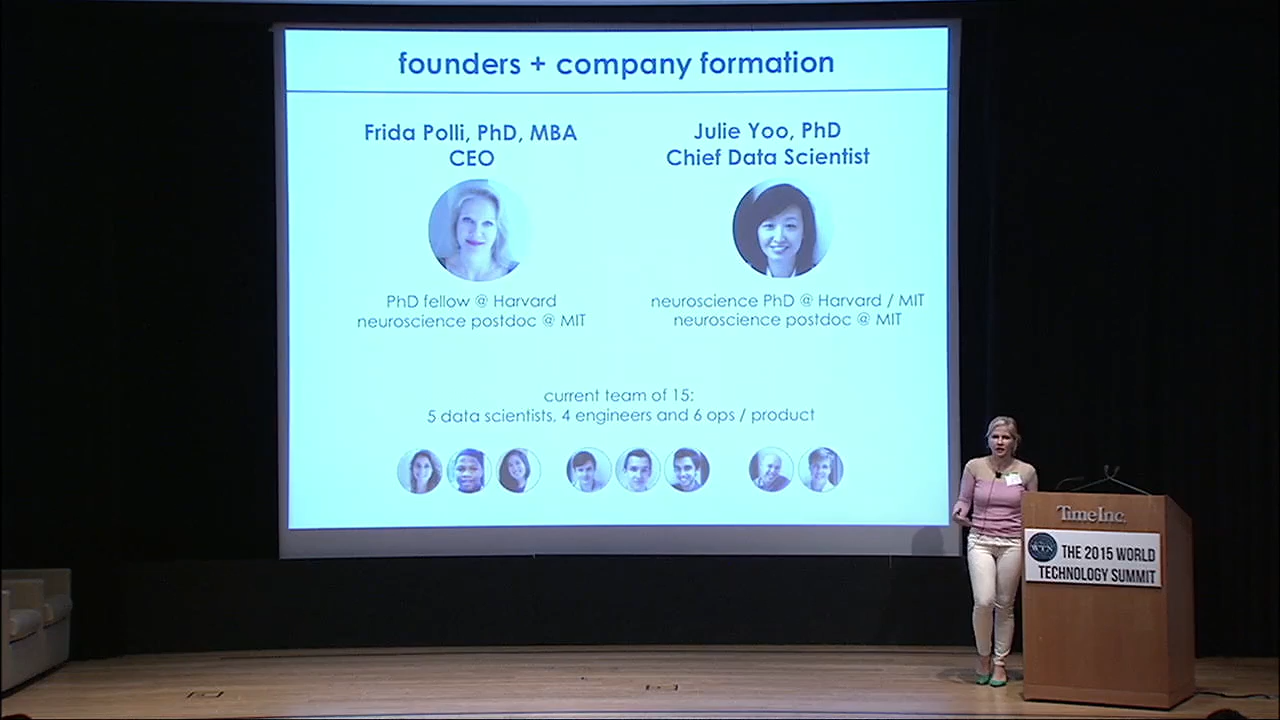 founders + company formation
Frida Polli, PhD, MBA
CEO
Julie Yoo, PhD
Chief Data Scientist
PhD fellow @ Harvard
neuroscience postdoc @ MIT
neuroscience PhD @ Harvard / MIT
neuroscience postdoc @ MIT
current team of 15:
5 data scientists, 4 engineers and 6 ops / product
TimeInc.
WTN
THE 2015 WORLD
TECHNOLOGY SUMMIT